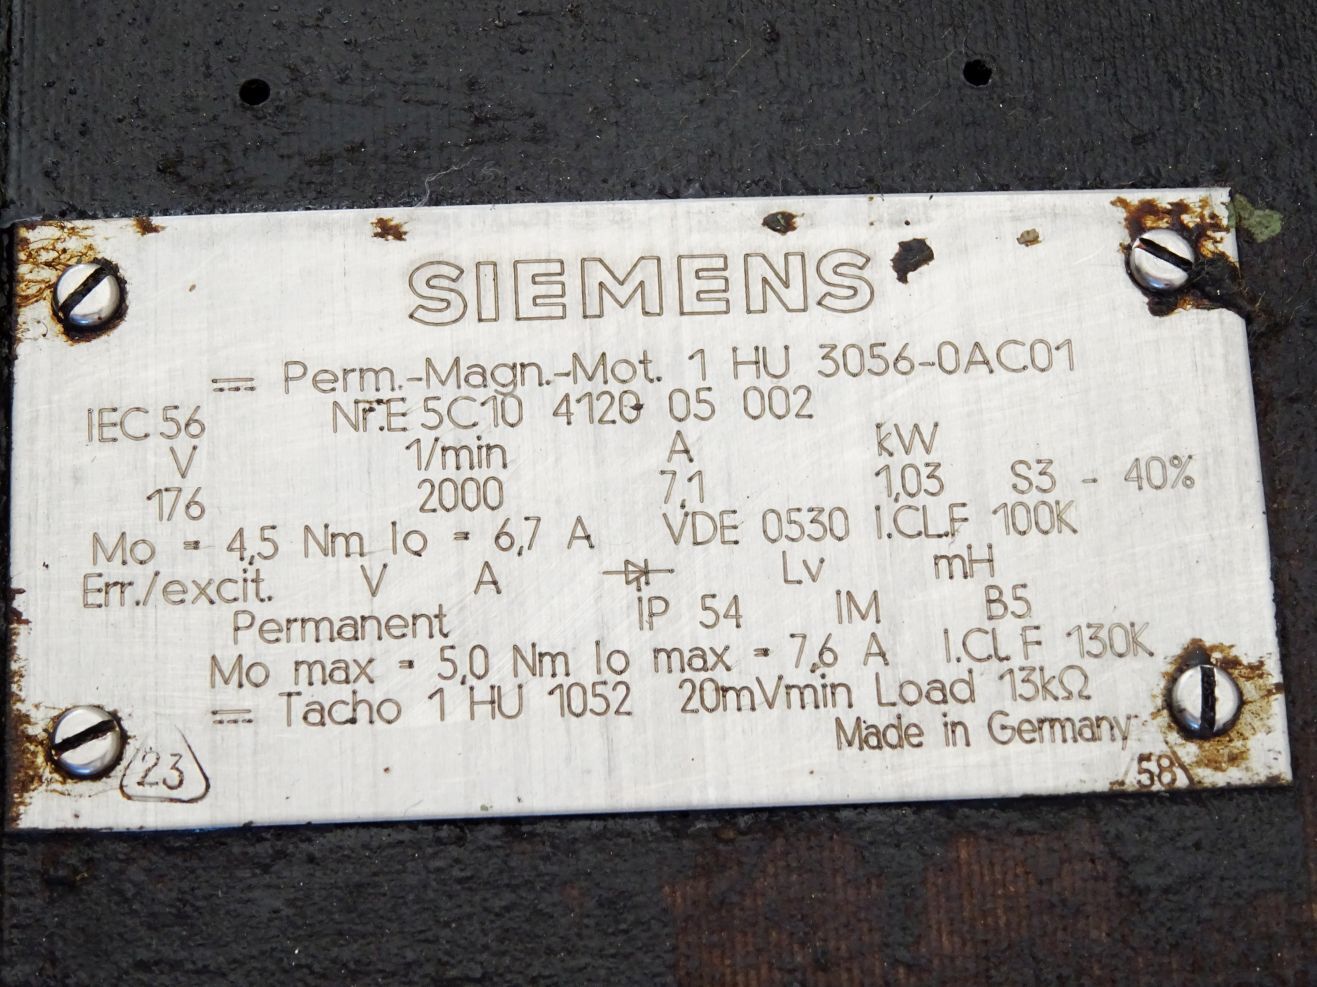 SIEMENS
Perm.-Magn.-Mot. 1 HU 3056-0AC01
IEC 56 Nr.E 5C10 4120 05 002
V 1/min A kW
176 2000 7,1 1,03 S3 - 40%
Mo = 4,5 Nm Io = 6,7 A VDE 0530 I.CL.F 100K
Err./excit. V A Lv mH
Permanent IP 54 IM B5
Mo max = 5,0 Nm Io max = 7,6 A I.CL.F 130K
Tacho 1 HU 1052 20mVmin Load 13kΩ
Made in Germany
23
58